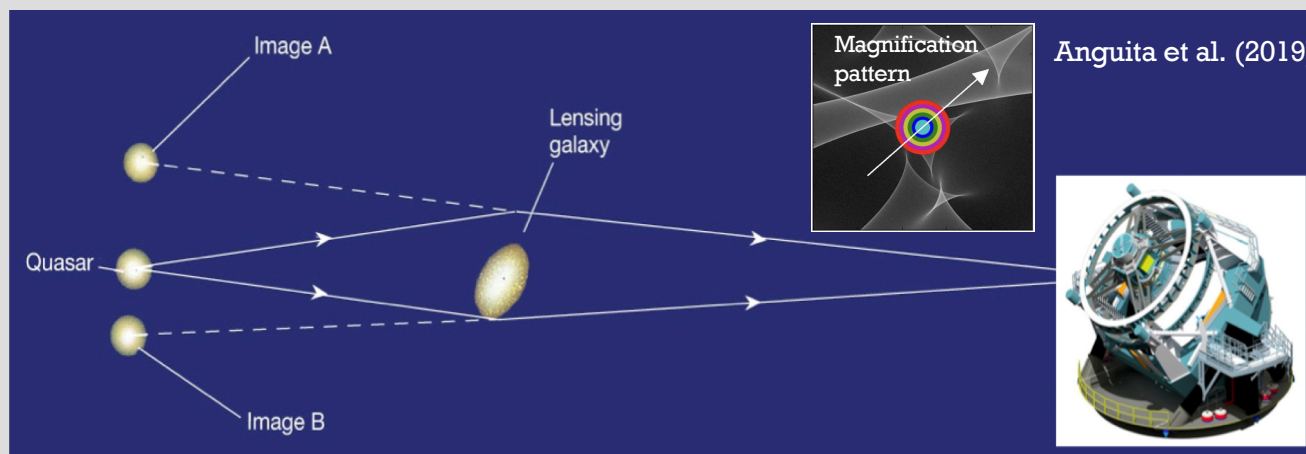 Image A
Magnification
pattern
Anguita et al. (2019
Lensing
galaxy
Quasar
Image B